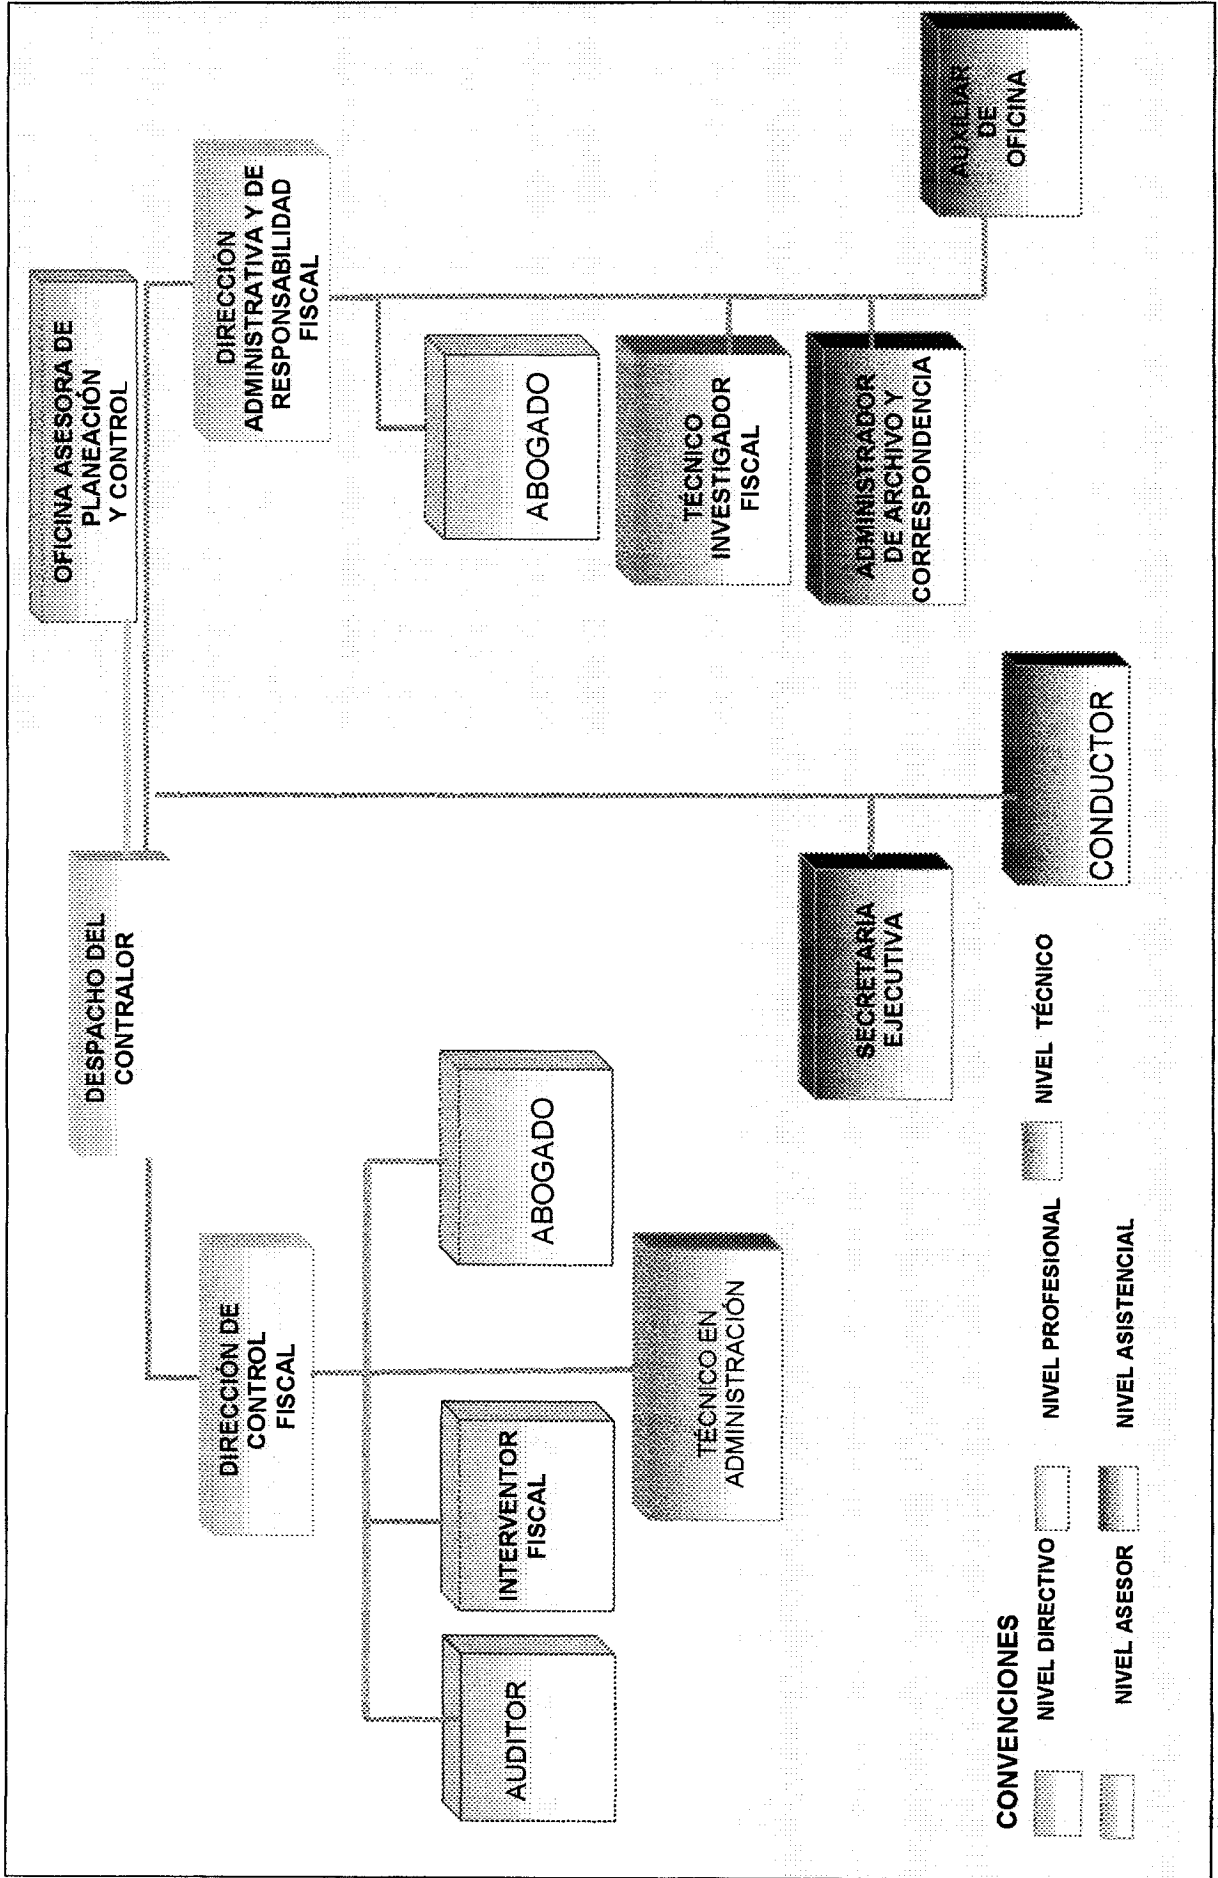 OFICINA ASESORA DE
PLANEACIÓN
Y CONTROL
DESPACHO DEL
CONTRALOR
DIRECCIÓN DE
CONTROL
FISCAL
DIRECCION
ADMINISTRATIVA Y DE
RESPONSABILIDAD
FISCAL
AUDITOR
INTERVENTOR
FISCAL
ABOGADO
ABOGADO
TÉCNICO EN
ADMINISTRACIÓN
TÉCNICO
INVESTIGADOR
FISCAL
SECRETARIA
EJECUTIVA
ADMINISTRADOR
DE ARCHIVO Y
CORRESPONDENCIA
CONDUCTOR
AUXILIAR
DE
OFICINA
CONVENCIONES
NIVEL DIRECTIVO
NIVEL PROFESIONAL
NIVEL TÉCNICO
NIVEL ASESOR
NIVEL ASISTENCIAL